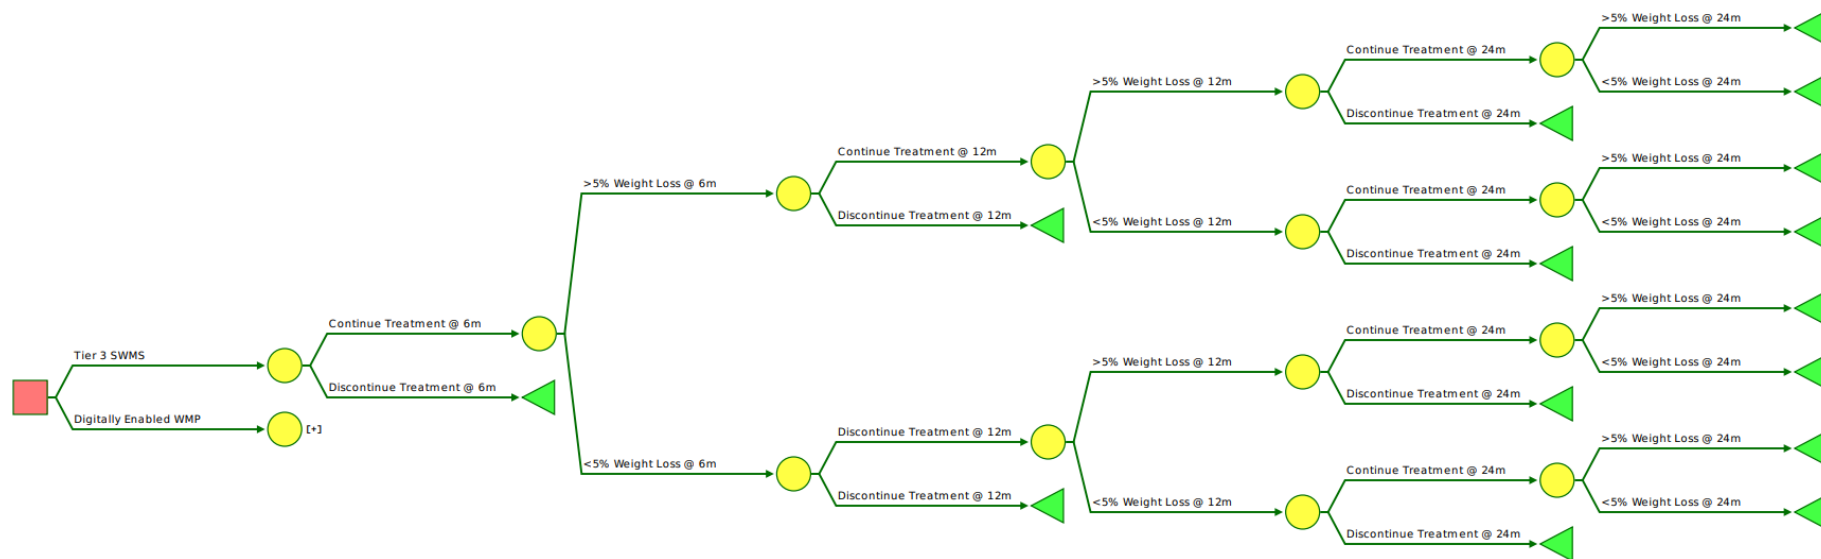 >5% Weight Loss @ 24m
Continue Treatment @ 24m
>5% Weight Loss @ 12m
<5% Weight Loss @ 24m
Discontinue Treatment @ 24m
Continue Treatment @ 12m
>5% Weight Loss @ 24m
>5% Weight Loss @ 6m
Continue Treatment @ 24m
Discontinue Treatment @ 12m
<5% Weight Loss @ 12m
<5% Weight Loss @ 24m
Discontinue Treatment @ 24m
>5% Weight Loss @ 24m
Continue Treatment @ 6m
Continue Treatment @ 24m
Tier 3 SWMS
>5% Weight Loss @ 12m
<5% Weight Loss @ 24m
Discontinue Treatment @ 6m
Discontinue Treatment @ 24m
Digitally Enabled WMP
[+]
Discontinue Treatment @ 12m
>5% Weight Loss @ 24m
<5% Weight Loss @ 6m
Continue Treatment @ 24m
Discontinue Treatment @ 12m
<5% Weight Loss @ 12m
<5% Weight Loss @ 24m
Discontinue Treatment @ 24m